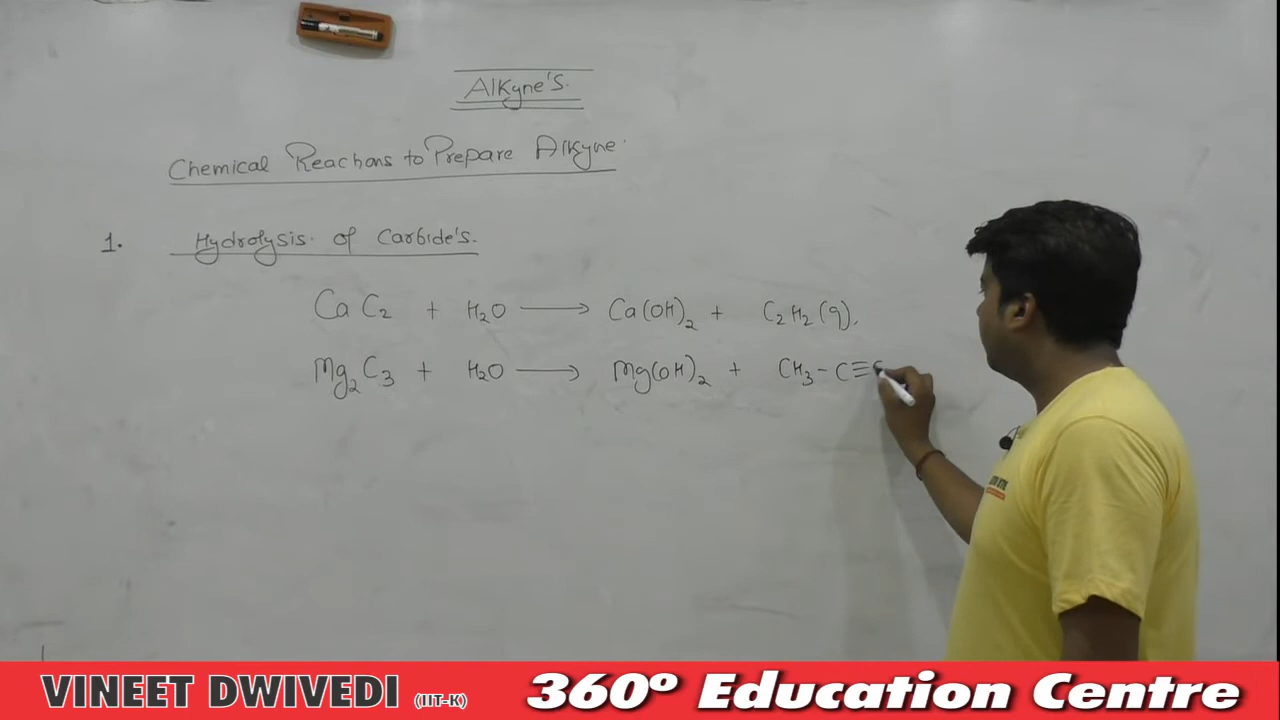 Alkyne's.
Chemical Reactions to Prepare Alkyne.
1. Hydrolysis. of Carbide's.
CaC₂ + H₂O ⟶ Ca(OH)₂ + C₂H₂(g).
Mg₂C₃ + H₂O ⟶ Mg(OH)₂ + CH₃-C≡C
VINEET DWIVEDI (IIT-K) 360º Education Centre